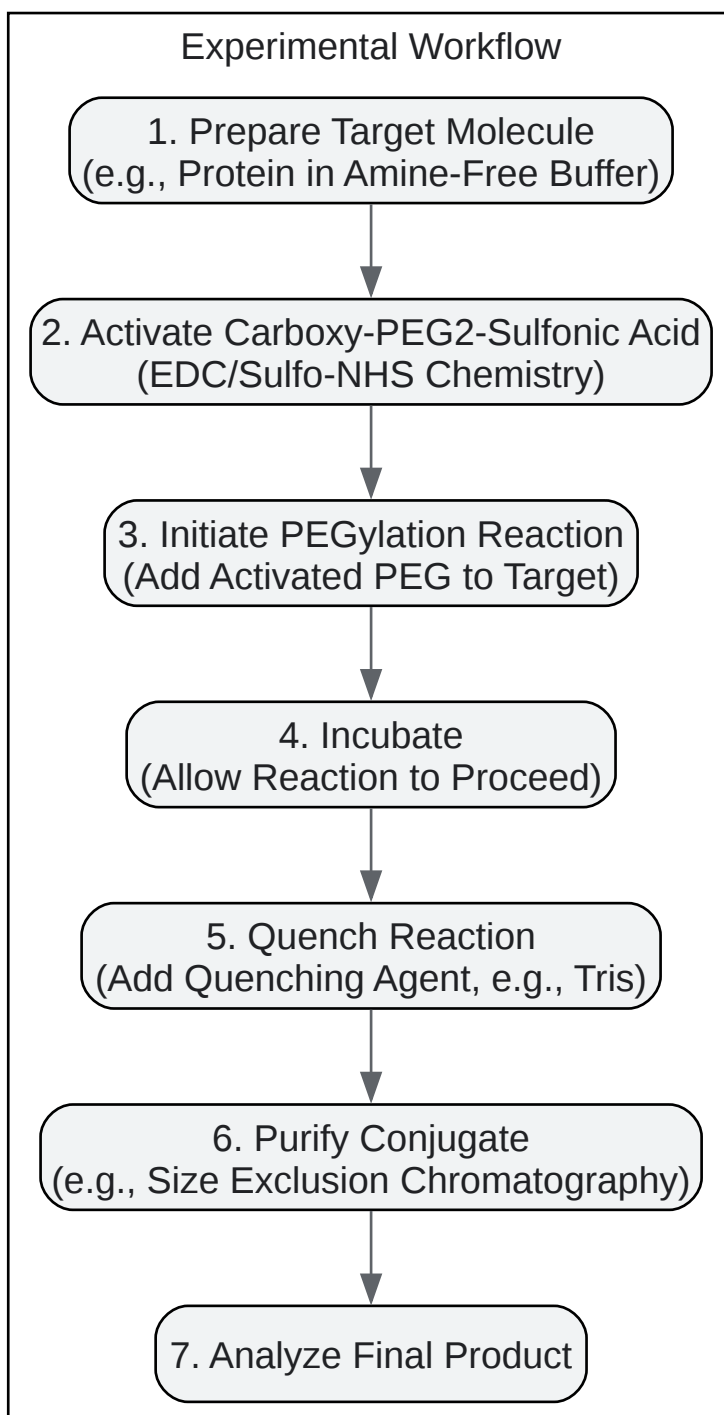 Experimental Workflow
1. Prepare Target Molecule
(e.g., Protein in Amine-Free Buffer)
2. Activate Carboxy-PEG2-Sulfonic Acid
(EDC/Sulfo-NHS Chemistry)
3. Initiate PEGylation Reaction
(Add Activated PEG to Target)
4. Incubate
(Allow Reaction to Proceed)
5. Quench Reaction
(Add Quenching Agent, e.g., Tris)
6. Purify Conjugate
(e.g., Size Exclusion Chromatography)
7. Analyze Final Product